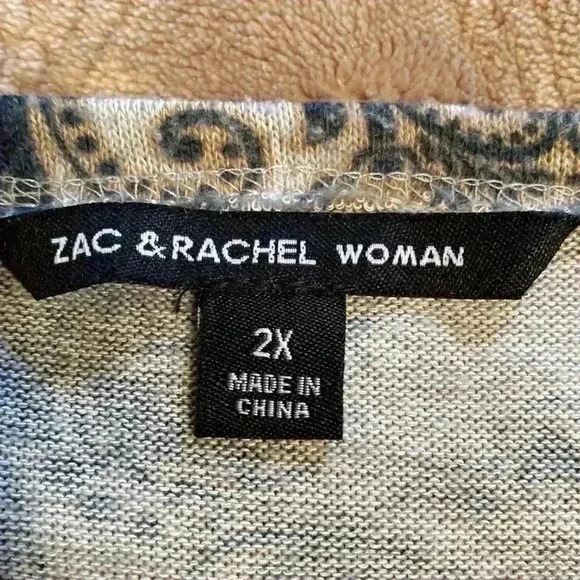 ZAC & RACHEL WOMAN
2X
MADE IN
CHINA